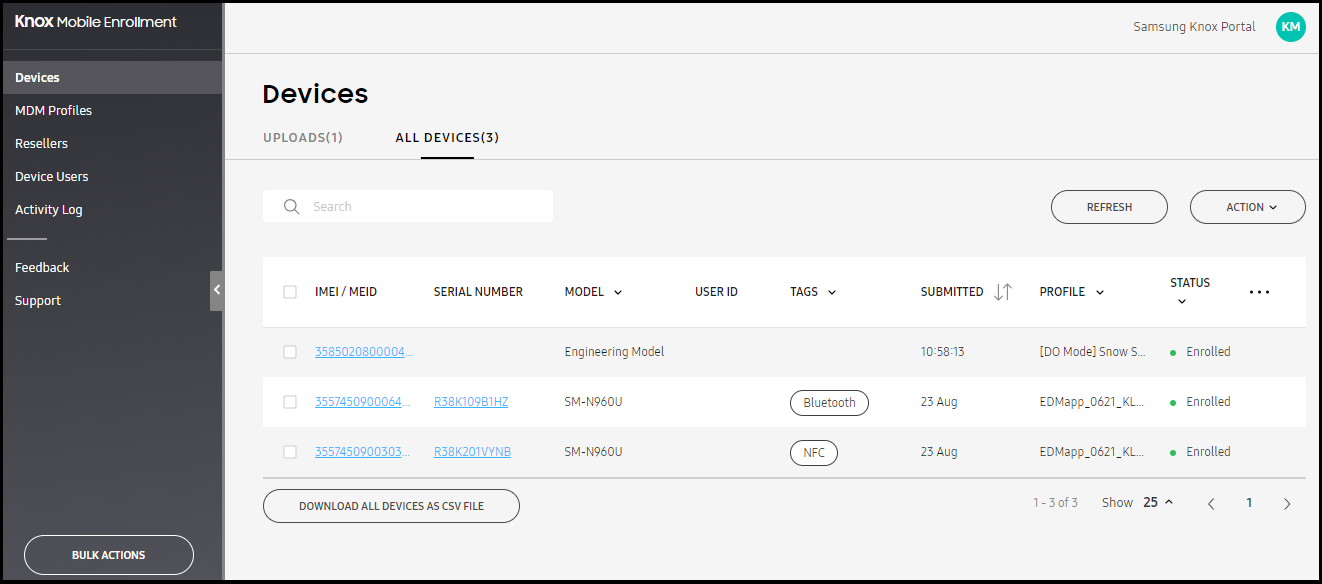 Knox Mobile Enrollment
Samsung Knox Portal
KM
Devices
MDM Profiles
Resellers
Device Users
Activity Log
Feedback
Support
BULK ACTIONS
Devices
UPLOADS(1) ALL DEVICES(3)
Search
REFRESH
ACTION
IMEI / MEID SERIAL NUMBER MODEL USER ID TAGS SUBMITTED PROFILE STATUS
3585020800004... Engineering Model 10:58:13 [DO Mode] Snow S... Enrolled
3557450900064... R38K109B1HZ SM-N960U Bluetooth 23 Aug EDMapp_0621_KL... Enrolled
3557450900303... R38K201VYNB SM-N960U NFC 23 Aug EDMapp_0621_KL... Enrolled
DOWNLOAD ALL DEVICES AS CSV FILE
1 - 3 of 3 Show 25 1